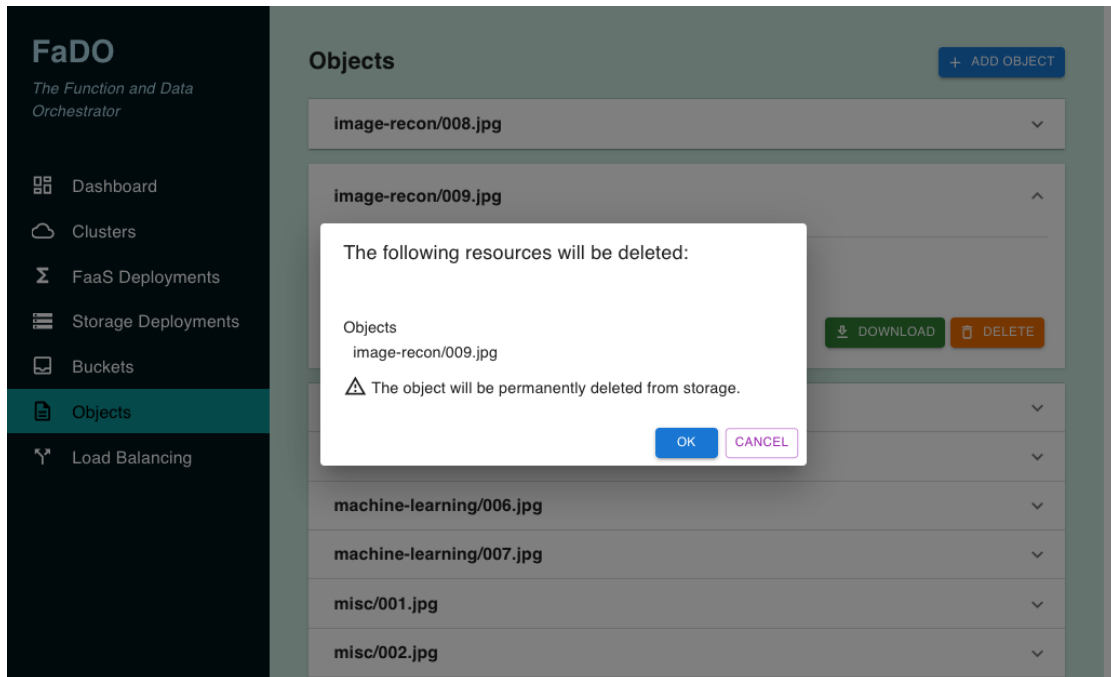 FaDO
The Function and Data
Orchestrator
Dashboard
Clusters
FaaS Deployments
Storage Deployments
Buckets
Objects
Load Balancing
Objects
+ ADD OBJECT
image-recon/008.jpg
image-recon/009.jpg
The following resources will be deleted:
Objects
image-recon/009.jpg
The object will be permanently deleted from storage.
OK
CANCEL
DOWNLOAD
DELETE
machine-learning/006.jpg
machine-learning/007.jpg
misc/001.jpg
misc/002.jpg